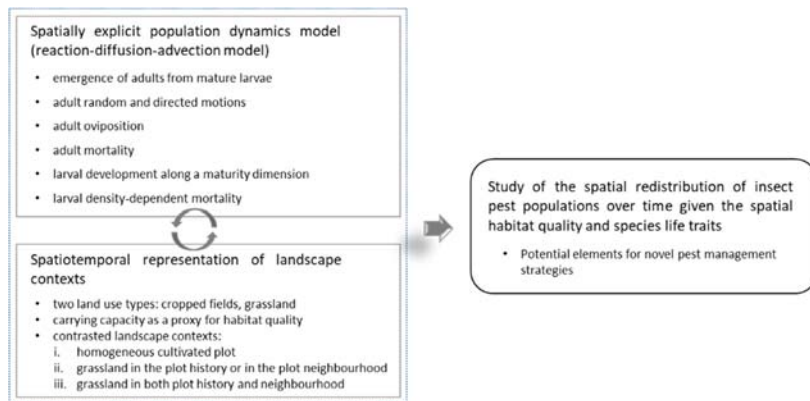 Spatially explicit population dynamics model
(reaction-diffusion-advection model)
• emergence of adults from mature larvae
• adult random and directed motions
• adult oviposition
• adult mortality
• larval development along a maturity dimension
• larval density-dependent mortality
Spatiotemporal representation of landscape
contexts
• two land use types: cropped fields, grassland
• carrying capacity as a proxy for habitat quality
• contrasted landscape contexts:
i. homogeneous cultivated plot
ii. grassland in the plot history or in the plot neighbourhood
iii. grassland in both plot history and neighbourhood
Study of the spatial redistribution of insect
pest populations over time given the spatial
habitat quality and species life traits
• Potential elements for novel pest management
strategies